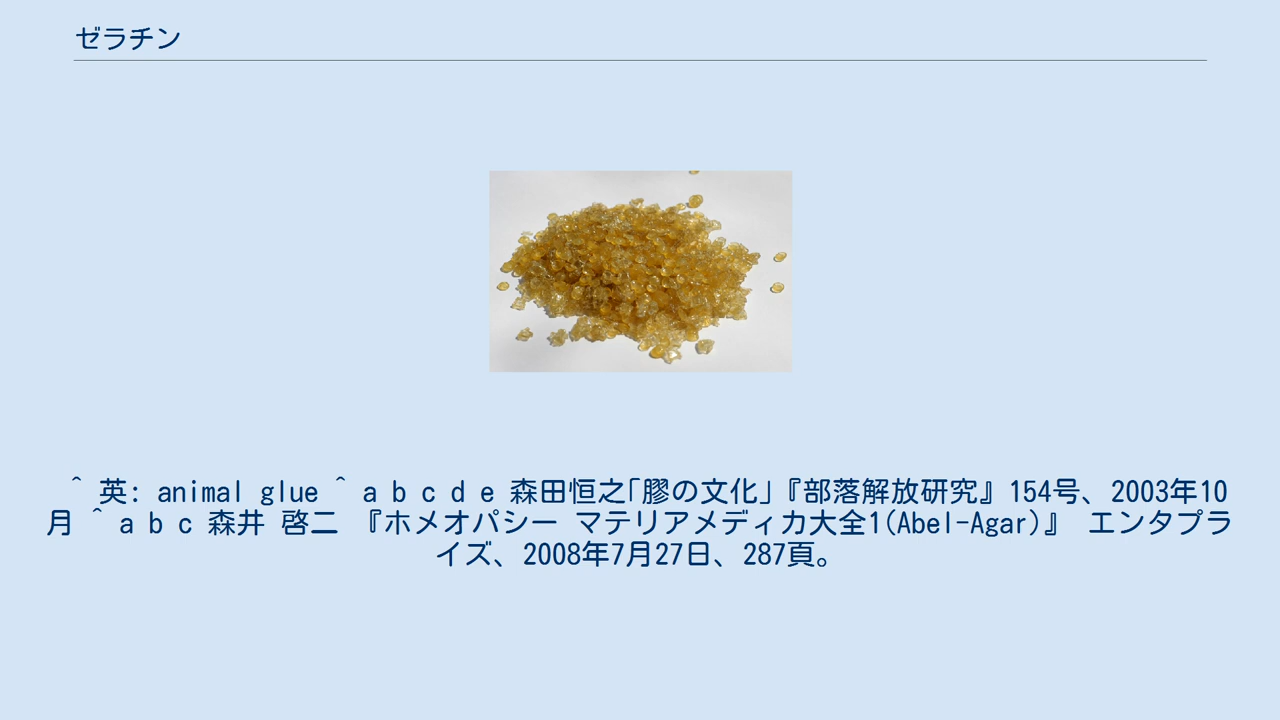 ゼラチン
^ 英: animal glue ^ a b c d e 森田恒之「膠の文化」『部落解放研究』154号、2003年10
月 ^ a b c 森井 啓二 『ホメオパシー マテリアメディカ大全1(Abel-Agar)』 エンタプラ
イズ、2008年7月27日、287頁。